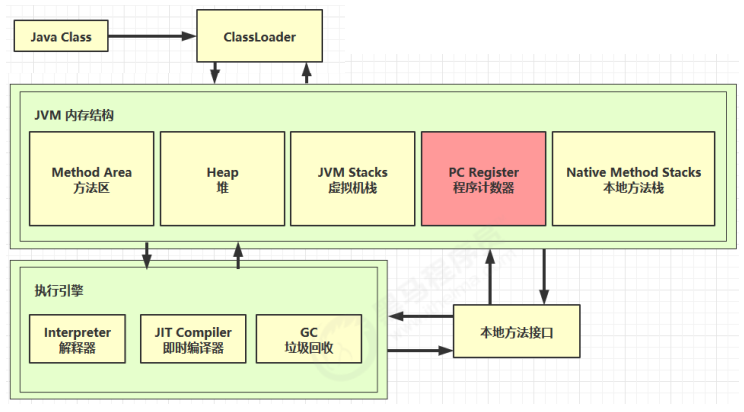 Java Class
ClassLoader
JVM 内存结构
Method Area
方法区
Heap
堆
JVM Stacks
虚拟机栈
PC Register
程序计数器
Native Method Stacks
本地方法栈
执行引擎
Interpreter
解释器
JIT Compiler
即时编译器
GC
垃圾回收
本地方法接口